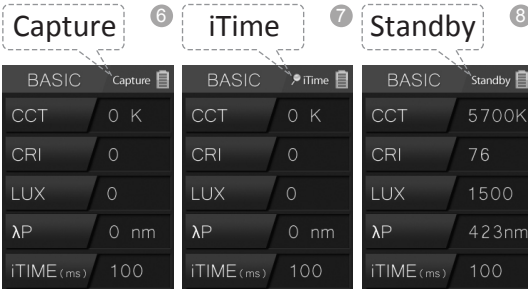 Capture 6
BASIC Capture
CCT 0 K
CRI 0
LUX 0
λP 0 nm
iTIME(ms) 100
iTime 7
BASIC iTime
CCT 0 K
CRI 0
LUX 0
λP 0 nm
iTIME(ms) 100
Standby 8
BASIC Standby
CCT 5700K
CRI 76
LUX 1500
λP 423nm
iTIME(ms) 100